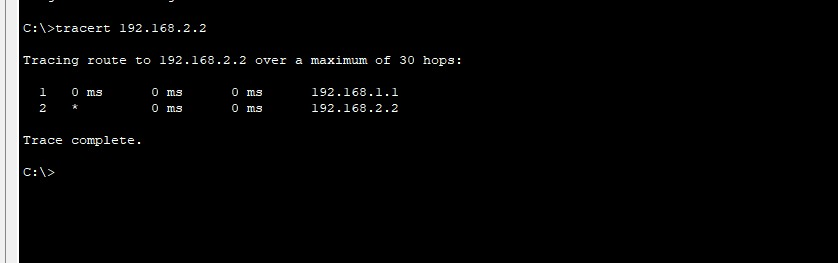 C:\>tracert 192.168.2.2
Tracing route to 192.168.2.2 over a maximum of 30 hops:
1 0 ms 0 ms 0 ms 192.168.1.1
2 * 0 ms 0 ms 192.168.2.2
Trace complete.
C:\>